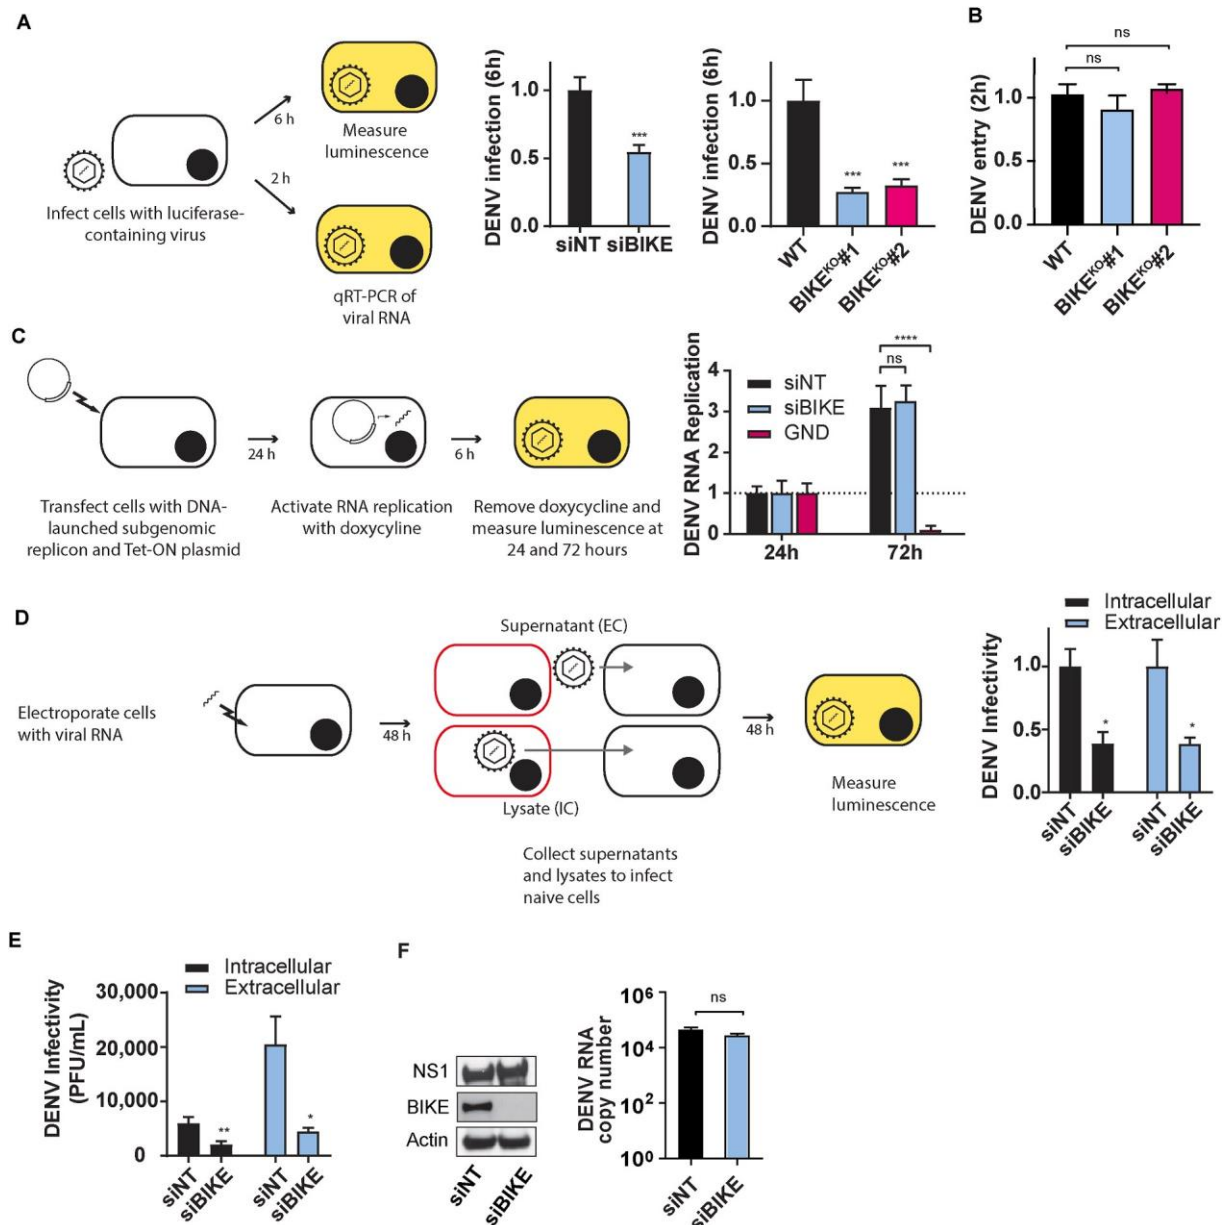 A
6 h
2 h
Infect cells with luciferase-
containing virus
Measure
luminescence
qRT-PCR of
viral RNA
DENV infection (6h)
1.0
0.5
0.0
***
siNT siBIKE
DENV infection (6h)
1.0
0.5
0.0
*** ***
WT
BIKEᴷᴼ#1
BIKEᴷᴼ#2
B
DENV entry (2h)
ns
ns
1.0
0.5
0.0
WT
BIKEᴷᴼ#1
BIKEᴷᴼ#2
C
24 h
6 h
Transfect cells with DNA-
launched subgenomic
replicon and Tet-ON plasmid
Activate RNA replication
with doxycyline
Remove doxycycline and
measure luminescence at
24 and 72 hours
DENV RNA Replication
4
3
2
1
0
siNT
siBIKE
GND
****
ns
24h 72h
D
Electroporate cells
with viral RNA
48 h
Supernatant (EC)
Lysate (IC)
Collect supernatants
and lysates to infect
naive cells
48 h
Measure
luminescence
Intracellular
Extracellular
DENV Infectivity
1.0
0.5
0.0
* *
siNT
siBIKE
siNT
siBIKE
E
Intracellular
Extracellular
DENV Infectivity
(PFU/mL)
30,000
20,000
10,000
0
** *
siNT
siBIKE
siNT
siBIKE
F
NS1
BIKE
Actin
siNT
siBIKE
DENV RNA
copy number
10⁶
10⁴
10²
10⁰
ns
siNT
siBIKE